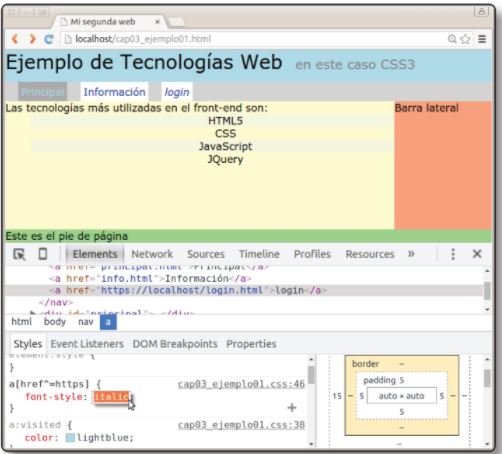 Mi segunda web ×
localhost/cap03_ejemplo01.html
Ejemplo de Tecnologías Web en este caso CSS3
Principal Información login
Las tecnologías más utilizadas en el front-end son: Barra lateral
HTML5
CSS
JavaScript
JQuery
Este es el pie de página
Elements Network Sources Timeline Profiles Resources »
<a href="principal.html">Principal</a>
<a href="info.html">Información</a>
<a href="https://localhost/login.html">login</a>
</nav>
<div id="principal">…</div>
html body nav a
Styles Event Listeners DOM Breakpoints Properties
element.style {
}
a[href^=https] { cap03_ejemplo01.css:46
font-style: italic;
}
a:visited { cap03_ejemplo01.css:38
color: lightblue;
border –
padding 5
15 – 5 auto × auto 5 – –
5
–